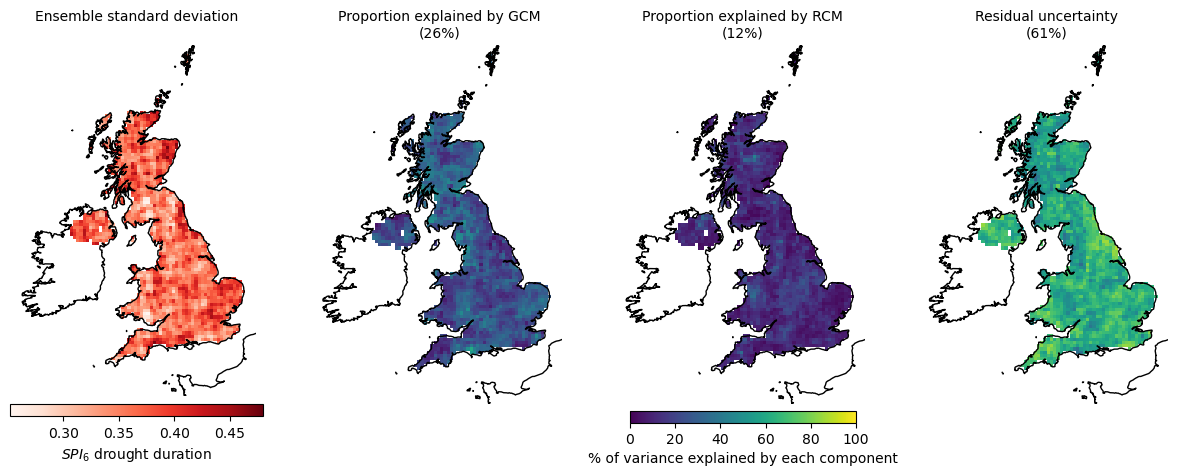 Ensemble standard deviation
Proportion explained by GCM
(26%)
Proportion explained by RCM
(12%)
Residual uncertainty
(61%)
0.30 0.35 0.40 0.45
SPI6 drought duration
0 20 40 60 80 100
% of variance explained by each component